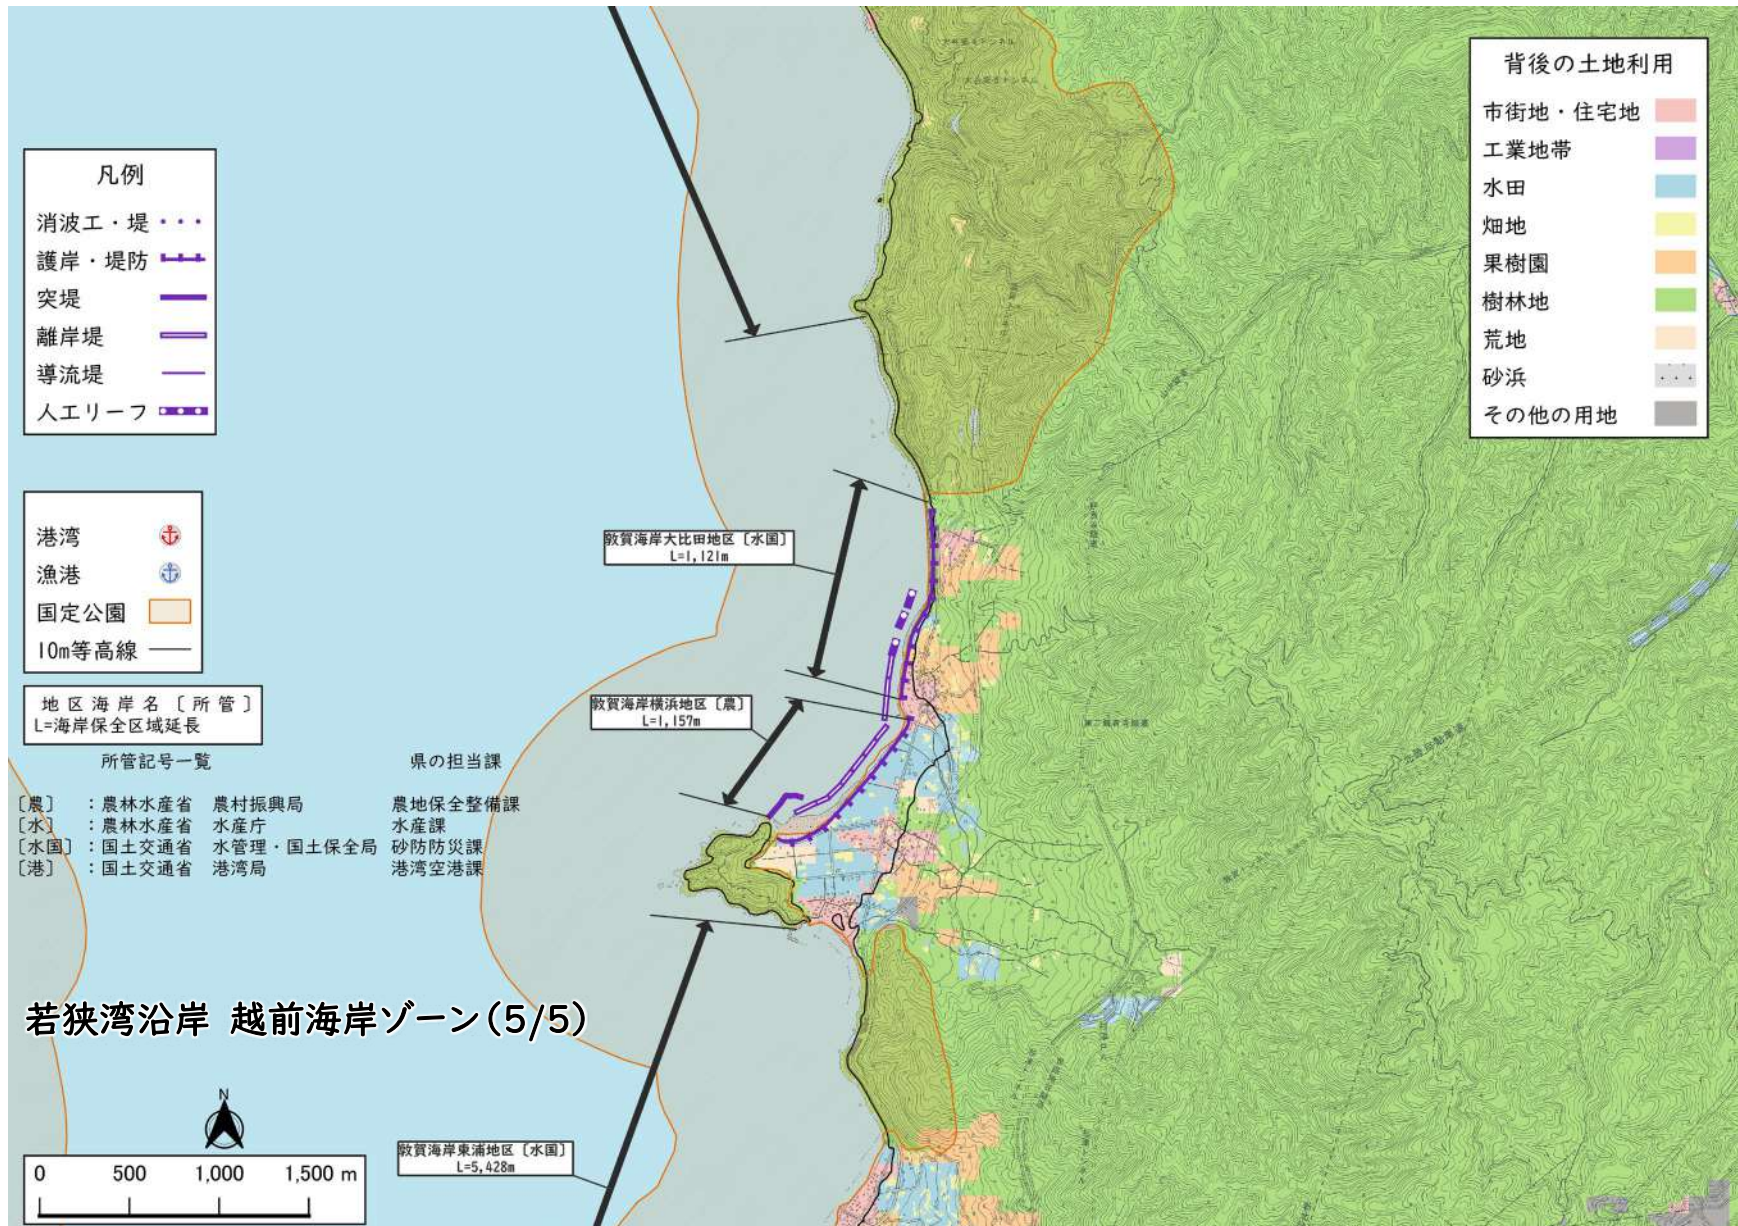 凡例
消波工・堤
護岸・堤防
突堤
離岸堤
導流堤
人工リーフ
港湾
漁港
国定公園
10m等高線
地区海岸名〔所管〕
L=海岸保全区域延長
所管記号一覧 県の担当課
〔農〕 ：農林水産省 農村振興局 農地保全整備課
〔水〕 ：農林水産省 水産庁 水産課
〔水国〕：国土交通省 水管理・国土保全局 砂防防災課
〔港〕 ：国土交通省 港湾局 港湾空港課
背後の土地利用
市街地・住宅地
工業地帯
水田
畑地
果樹園
樹林地
荒地
砂浜
その他の用地
敦賀海岸大比田地区〔水国〕
L=1,121m
敦賀海岸横浜地区〔農〕
L=1,157m
敦賀海岸東浦地区〔水国〕
L=5,428m
若狭湾沿岸 越前海岸ゾーン(5/5)
N
0 500 1,000 1,500 m